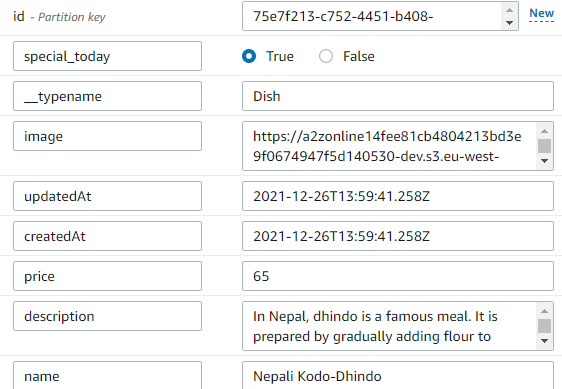 id - Partition key 75e7f213-c752-4451-b408- New
special_today True False
__typename Dish
image https://a2zonline14fee81cb4804213bd3e
9f0674947f5d140530-dev.s3.eu-west-
updatedAt 2021-12-26T13:59:41.258Z
createdAt 2021-12-26T13:59:41.258Z
price 65
description In Nepal, dhindo is a famous meal. It is
prepared by gradually adding flour to
name Nepali Kodo-Dhindo